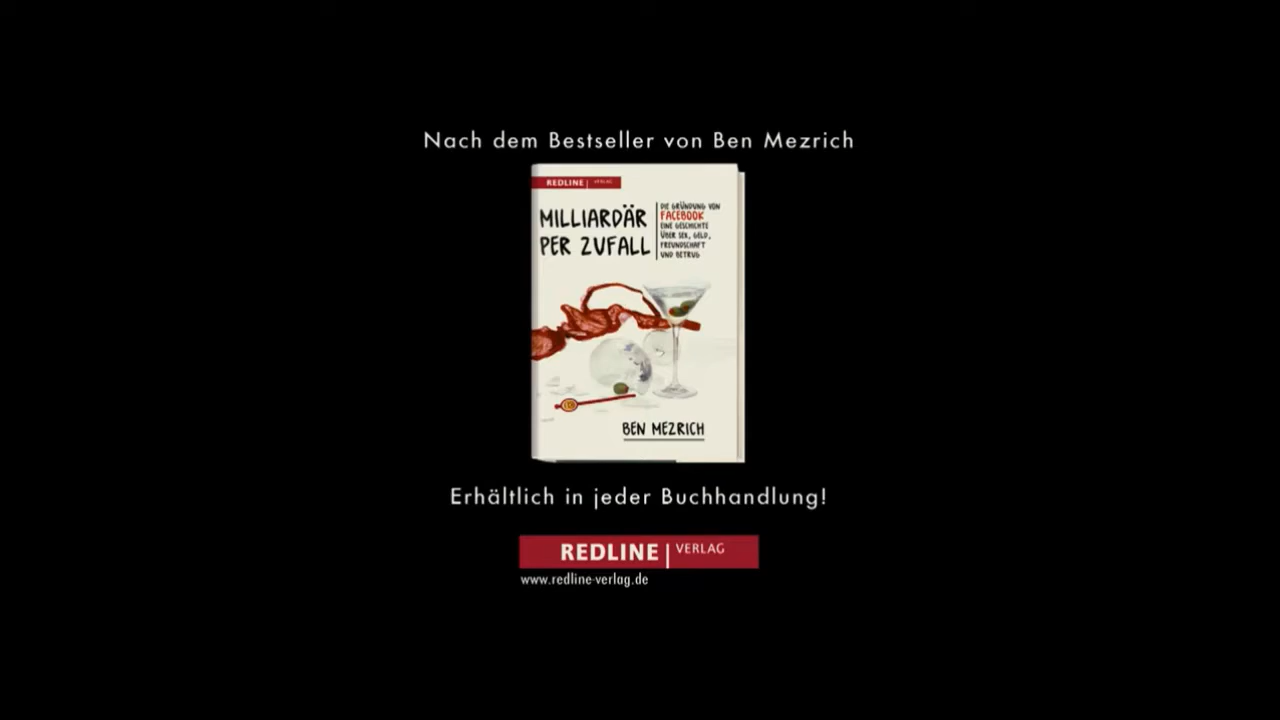 Nach dem Bestseller von Ben Mezrich
REDLINE | VERLAG
MILLIARDÄR
PER ZUFALL
DIE GRÜNDUNG VON
FACEBOOK
EINE GESCHICHTE
ÜBER SEX, GELD,
FREUNDSCHAFT
UND BETRUG
BEN MEZRICH
Erhältlich in jeder Buchhandlung!
REDLINE | VERLAG
www.redline-verlag.de